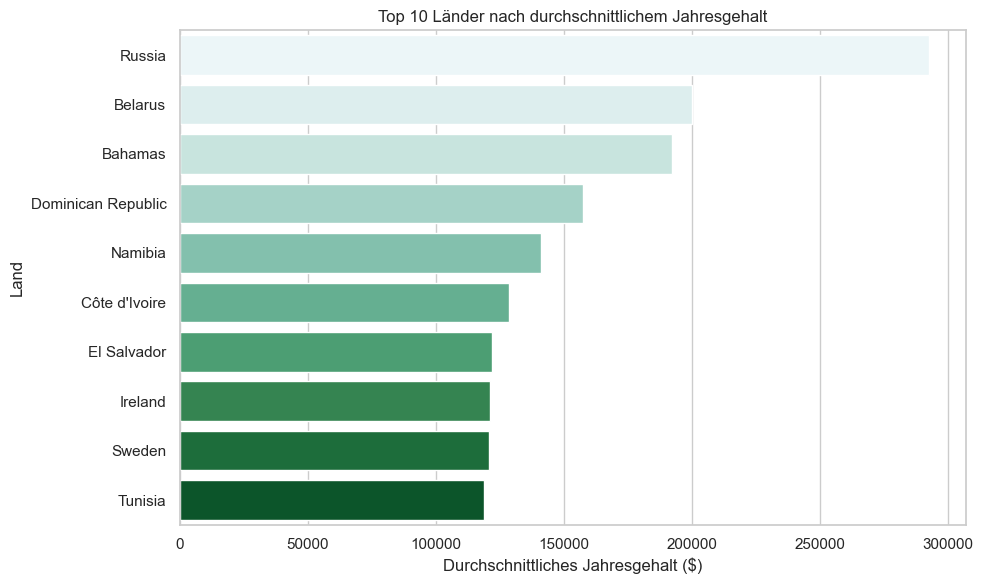 Top 10 Länder nach durchschnittlichem Jahresgehalt
Land
Russia
Belarus
Bahamas
Dominican Republic
Namibia
Côte d'Ivoire
El Salvador
Ireland
Sweden
Tunisia
0 50000 100000 150000 200000 250000 300000
Durchschnittliches Jahresgehalt ($)